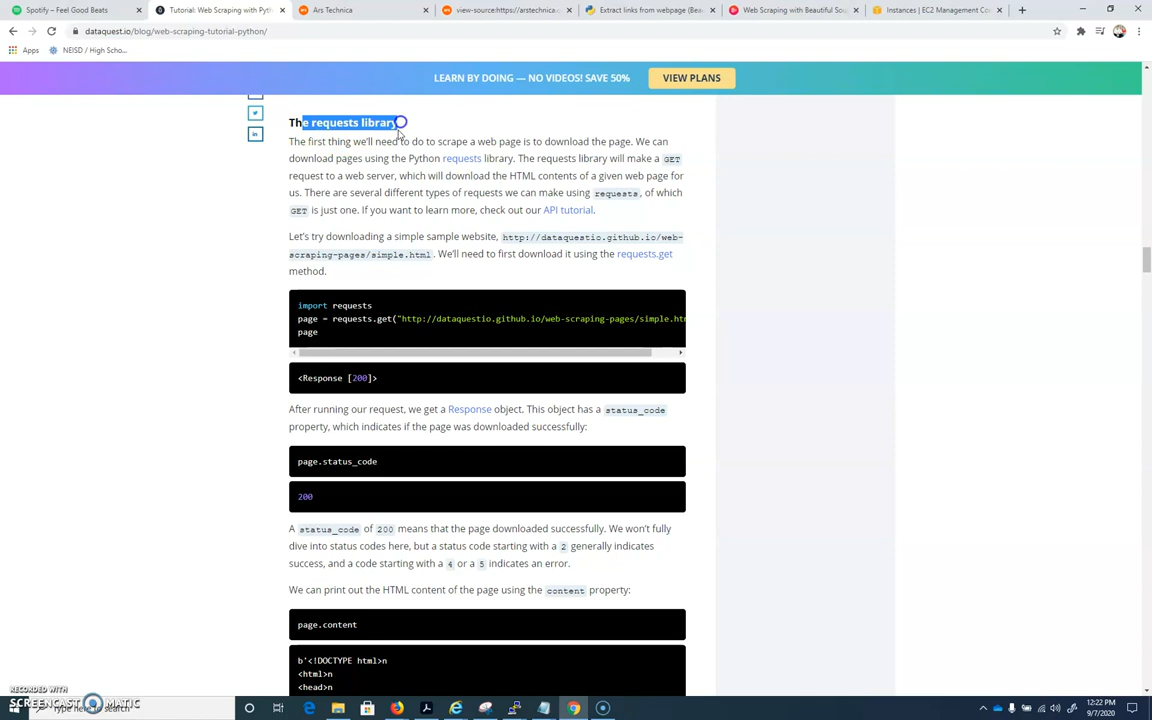 Spotify – Feel Good Beats
Tutorial: Web Scraping with Pyth
Ars Technica
view-source:https://arstechnica.c
Extract links from webpage (Beau
Web Scraping with Beautiful Sou
Instances | EC2 Management Co
dataquest.io/blog/web-scraping-tutorial-python/
Apps
NEISD / High Scho...
LEARN BY DOING — NO VIDEOS! SAVE 50%
VIEW PLANS
The requests library
The first thing we'll need to do to scrape a web page is to download the page. We can
download pages using the Python requests library. The requests library will make a GET
request to a web server, which will download the HTML contents of a given web page for
us. There are several different types of requests we can make using requests, of which
GET is just one. If you want to learn more, check out our API tutorial.
Let's try downloading a simple sample website, http://dataquestio.github.io/web-
scraping-pages/simple.html. We'll need to first download it using the requests.get
method.
import requests
page = requests.get("http://dataquestio.github.io/web-scraping-pages/simple.htm
page
<Response [200]>
After running our request, we get a Response object. This object has a status_code
property, which indicates if the page was downloaded successfully:
page.status_code
200
A status_code of 200 means that the page downloaded successfully. We won't fully
dive into status codes here, but a status code starting with a 2 generally indicates
success, and a code starting with a 4 or a 5 indicates an error.
We can print out the HTML content of the page using the content property:
page.content
b'<!DOCTYPE html>n
<html>n
<head>n
RECORDED WITH
SCREENCAST MATIC
Type here to search
12:22 PM
9/7/2020